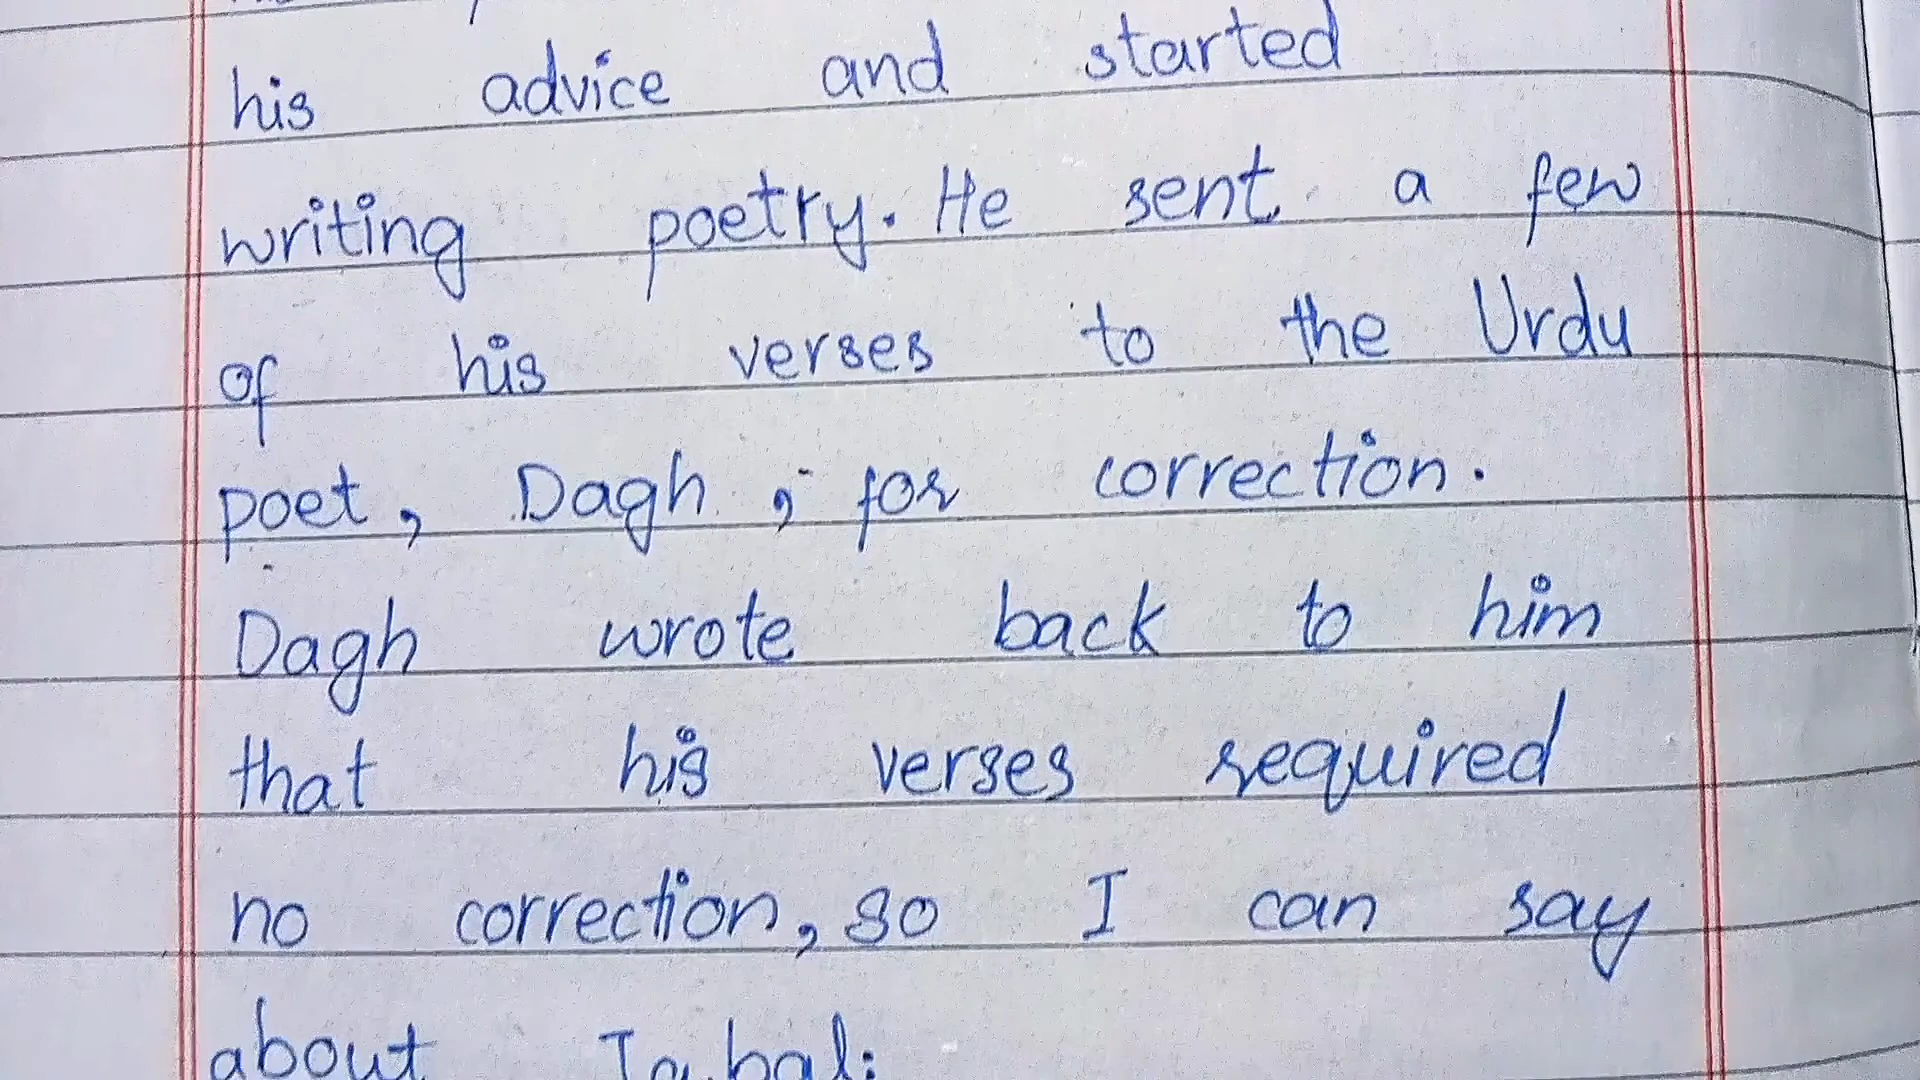 his advice and started
writing poetry. He sent a few
of his verses to the Urdu
poet, Dagh, for correction.
Dagh wrote back to him
that his verses required
no correction, so I can say
about Iqbal: